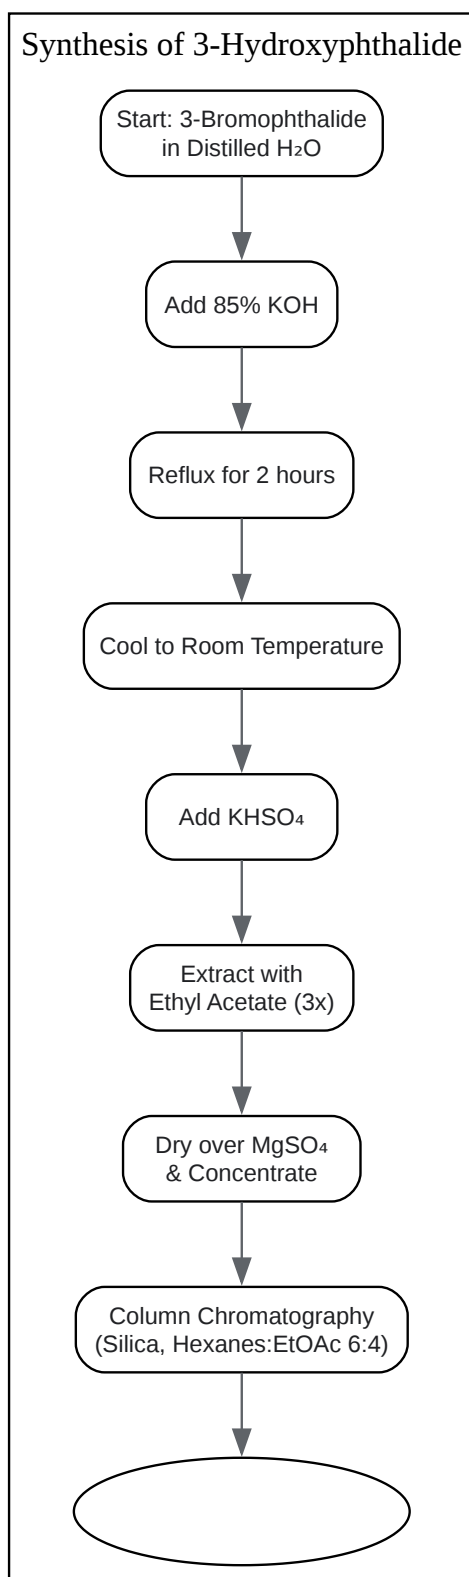 Synthesis of 3-Hydroxyphthalide
Start: 3-Bromophthalide
in Distilled H₂O
Add 85% KOH
Reflux for 2 hours
Cool to Room Temperature
Add KHSO₄
Extract with
Ethyl Acetate (3x)
Dry over MgSO₄
& Concentrate
Column Chromatography
(Silica, Hexanes:EtOAc 6:4)